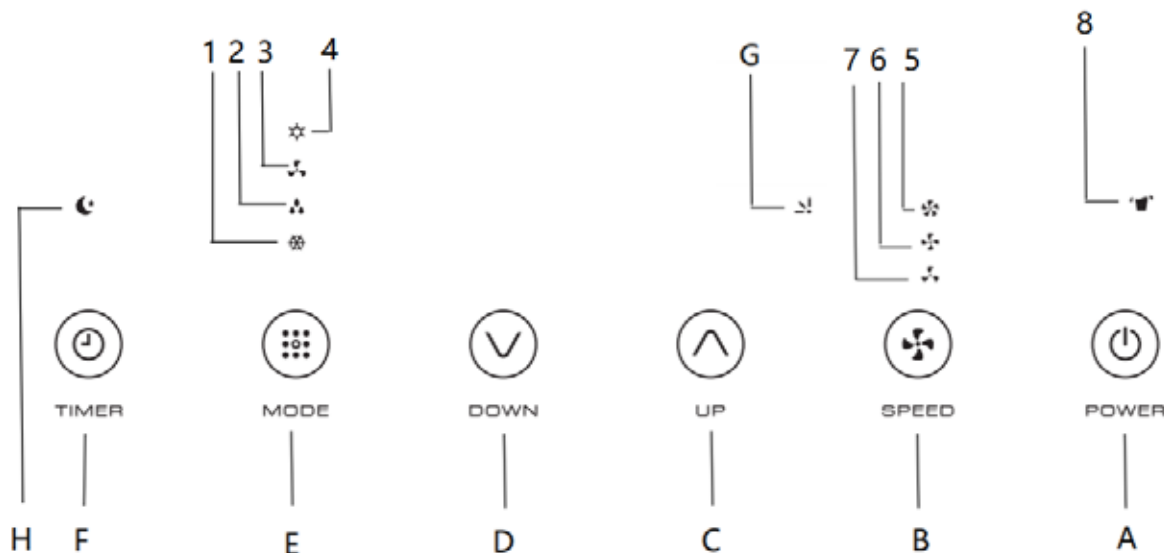 8
1 2 3 4
G
7 6 5
TIMER MODE DOWN UP SPEED POWER
H F E D C B A